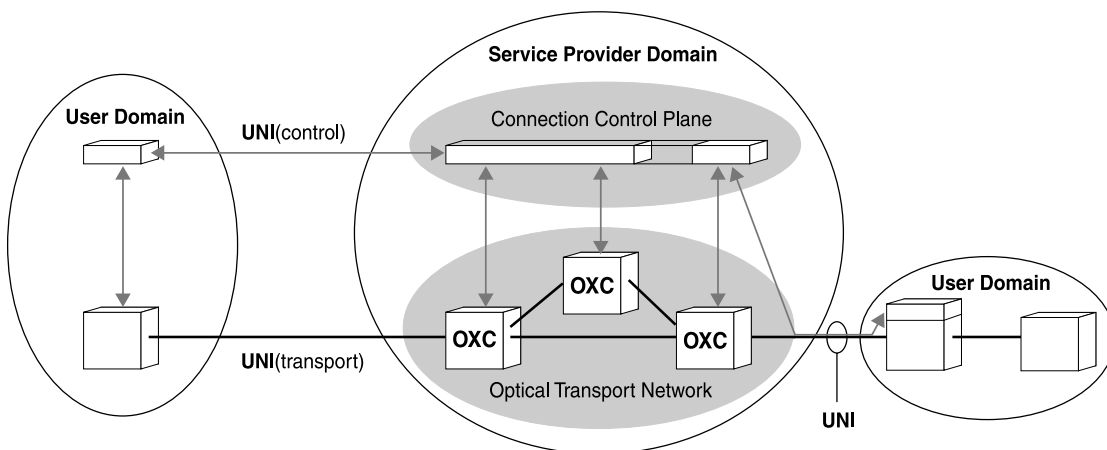 Service Provider Domain
User Domain
Connection Control Plane
UNI(control)
OXC
User Domain
OXC
OXC
UNI(transport)
Optical Transport Network
UNI